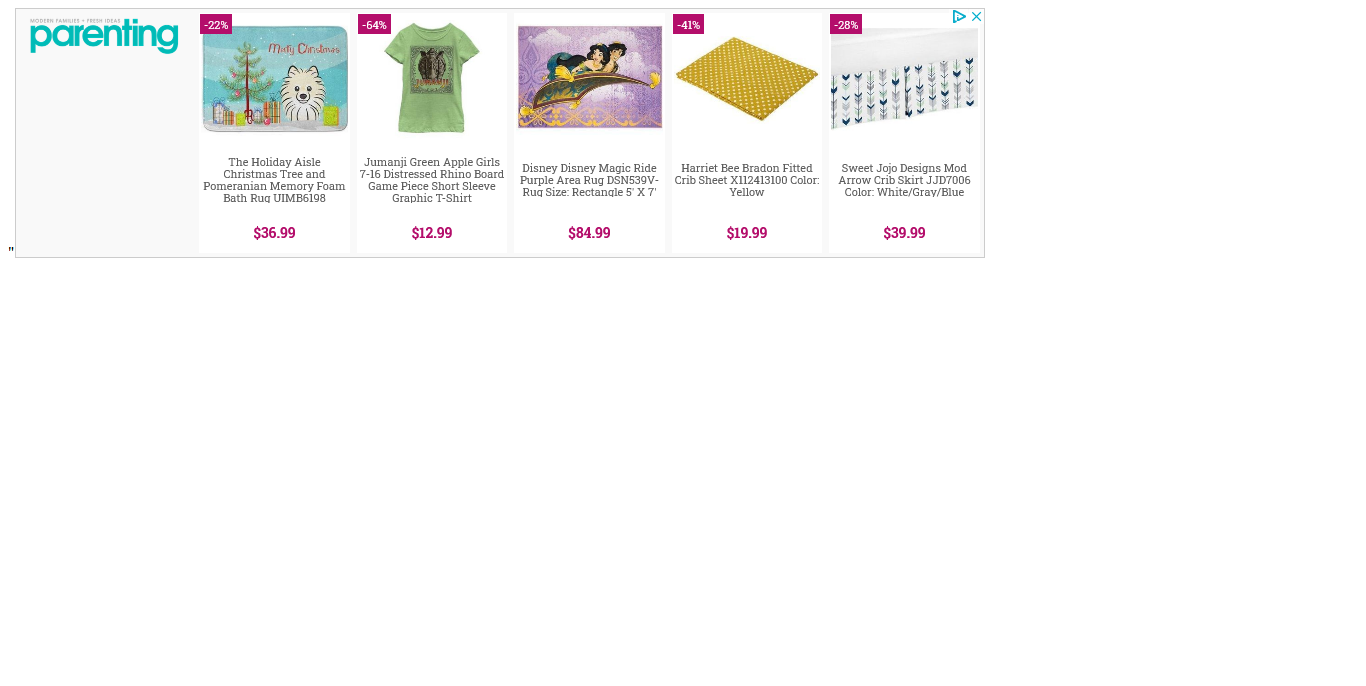 MODERN FAMILIES + FRESH IDEAS
parenting
-22%
Merry Christmas
The Holiday Aisle
Christmas Tree and
Pomeranian Memory Foam
Bath Rug UIMB6198
$36.99
-64%
Jumanji Green Apple Girls
7-16 Distressed Rhino Board
Game Piece Short Sleeve
Graphic T-Shirt
$12.99
Disney Disney Magic Ride
Purple Area Rug DSN539V-
Rug Size: Rectangle 5' X 7'
$84.99
-41%
Harriet Bee Bradon Fitted
Crib Sheet X112413100 Color:
Yellow
$19.99
-28%
Sweet Jojo Designs Mod
Arrow Crib Skirt JJD7006
Color: White/Gray/Blue
$39.99
"